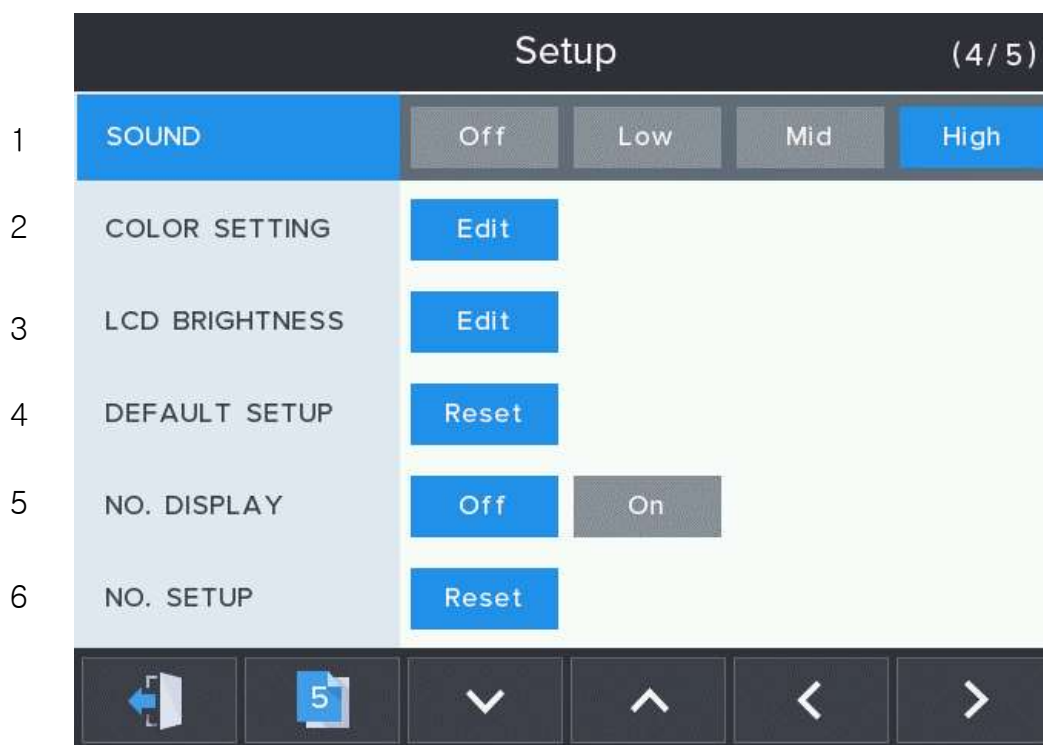 Setup (4/5)
1 SOUND Off Low Mid High
2 COLOR SETTING Edit
3 LCD BRIGHTNESS Edit
4 DEFAULT SETUP Reset
5 NO. DISPLAY Off On
6 NO. SETUP Reset
5